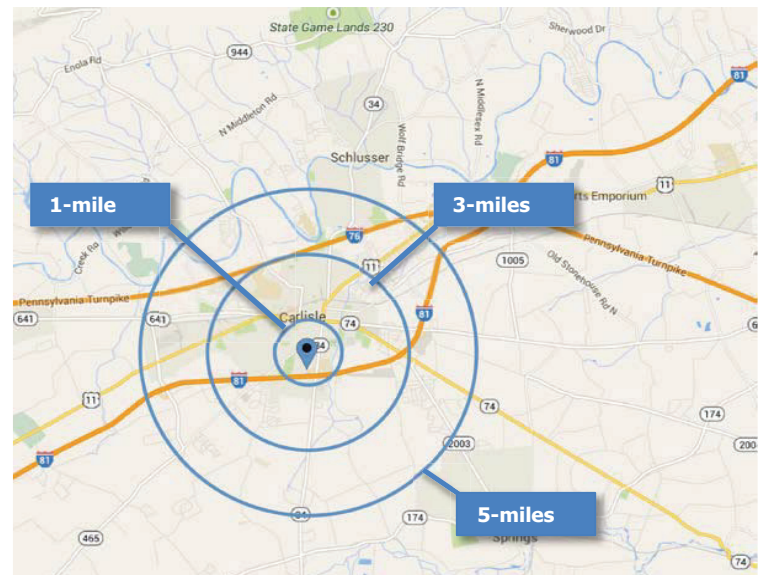 State Game Lands 230
Sherwood Dr
944
Enola Rd
81
34
N Middleton Rd
Wolf Bridge Rd
N Middlesex Rd
Schlusser
81
11
1-mile
3-miles
rts Emporium
76
Creek Rd
11
1005
Pennsylvania Turnpike
Old Stonehouse Rd N
Pennsylvania Turnpike
641
641
Carlisle
74
81
64
34
81
11
74
174
2003
200
81
5-miles
34
174
465
Springs
74